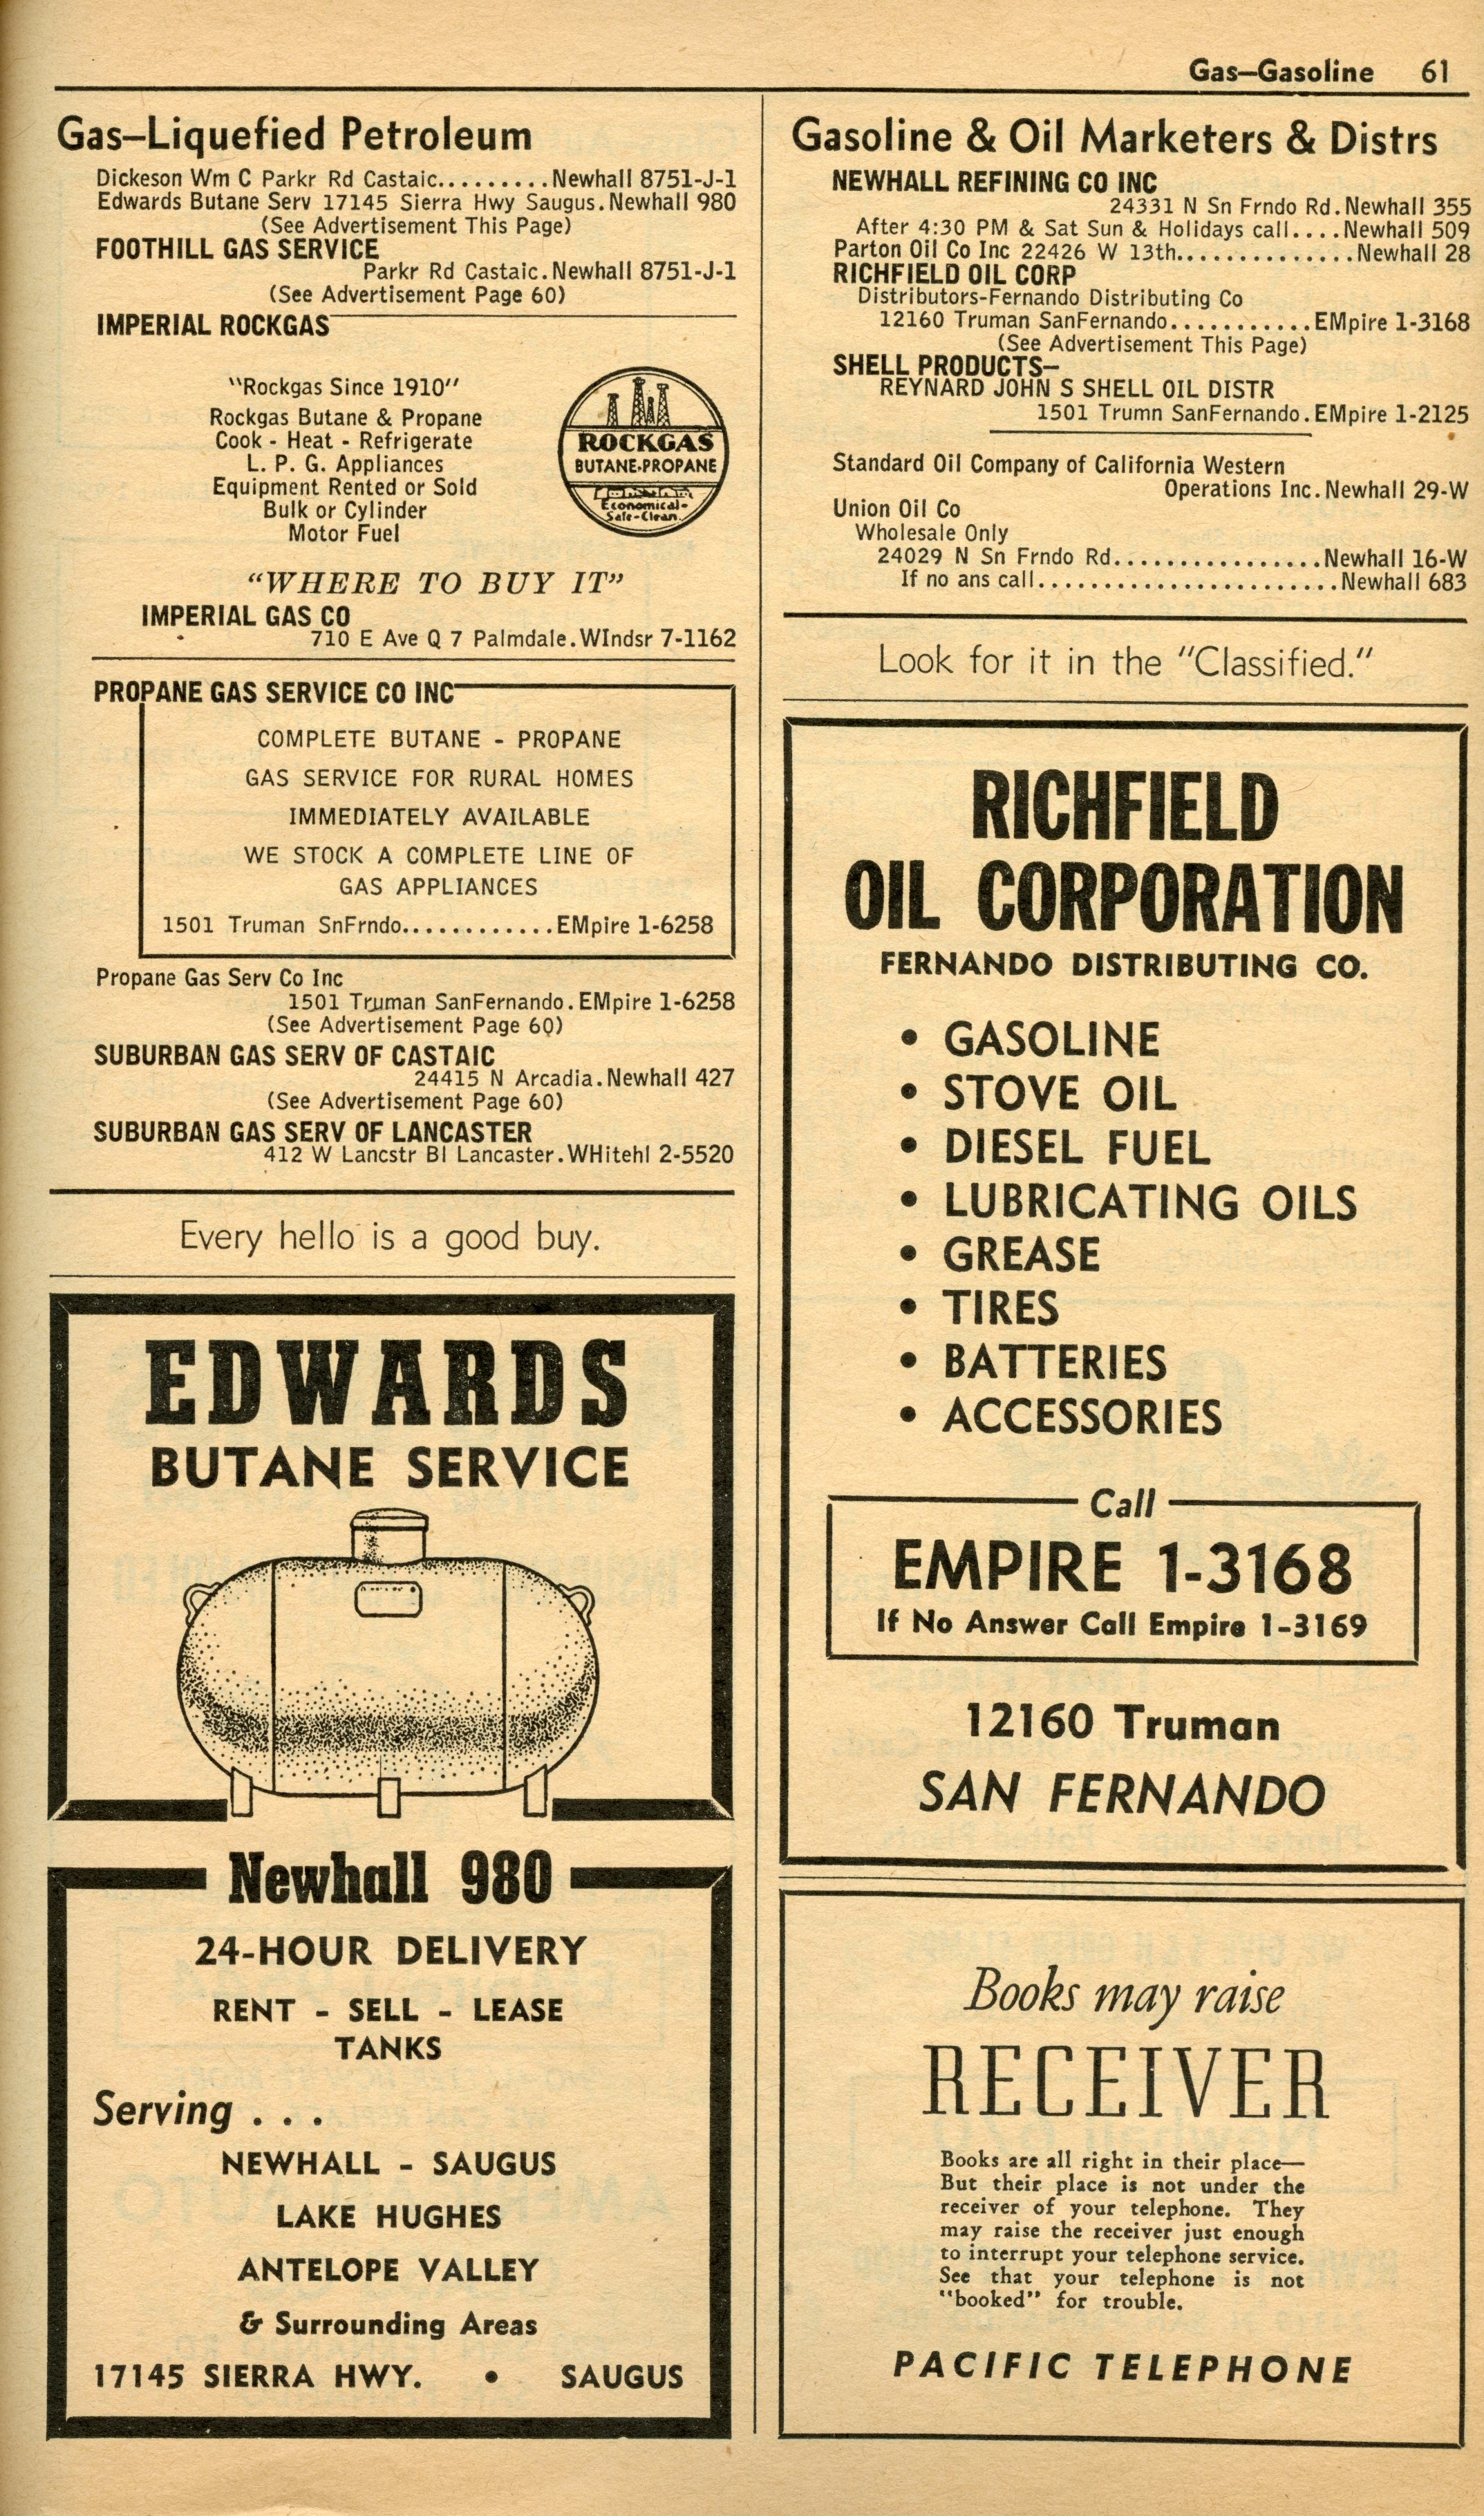 Gas—Gasoline 61
Gas—Liquefied Petroleum
Dickeson Wm C Parkr Rd Castaic.........Newhall 8751-J-1
Edwards Butane Serv 17145 Sierra Hwy Saugus.Newhall 980
(See Advertisement This Page)
FOOTHILL GAS SERVICE
Parkr Rd Castaic.Newhall 8751-J-1
(See Advertisement Page 60)
IMPERIAL ROCKGAS
"Rockgas Since 1910"
Rockgas Butane & Propane
Cook - Heat - Refrigerate
L. P. G. Appliances
Equipment Rented or Sold
Bulk or Cylinder
Motor Fuel
ROCKGAS
BUTANE-PROPANE
Economical-
Safe-Clean.
"WHERE TO BUY IT"
IMPERIAL GAS CO
710 E Ave Q 7 Palmdale.WIndsr 7-1162
PROPANE GAS SERVICE CO INC
COMPLETE BUTANE - PROPANE
GAS SERVICE FOR RURAL HOMES
IMMEDIATELY AVAILABLE
WE STOCK A COMPLETE LINE OF
GAS APPLIANCES
1501 Truman SnFrndo............EMpire 1-6258
Propane Gas Serv Co Inc
1501 Truman SanFernando.EMpire 1-6258
(See Advertisement Page 60)
SUBURBAN GAS SERV OF CASTAIC
24415 N Arcadia.Newhall 427
(See Advertisement Page 60)
SUBURBAN GAS SERV OF LANCASTER
412 W Lancstr Bl Lancaster.WHitehl 2-5520
Every hello is a good buy.
EDWARDS
BUTANE SERVICE
Newhall 980
24-HOUR DELIVERY
RENT - SELL - LEASE
TANKS
Serving . . .
NEWHALL - SAUGUS
LAKE HUGHES
ANTELOPE VALLEY
& Surrounding Areas
17145 SIERRA HWY. • SAUGUS
Gasoline & Oil Marketers & Distrs
NEWHALL REFINING CO INC
24331 N Sn Frndo Rd.Newhall 355
After 4:30 PM & Sat Sun & Holidays call....Newhall 509
Parton Oil Co Inc 22426 W 13th..............Newhall 28
RICHFIELD OIL CORP
Distributors-Fernando Distributing Co
12160 Truman SanFernando...........EMpire 1-3168
(See Advertisement This Page)
SHELL PRODUCTS—
REYNARD JOHN S SHELL OIL DISTR
1501 Trumn SanFernando.EMpire 1-2125
Standard Oil Company of California Western
Operations Inc.Newhall 29-W
Union Oil Co
Wholesale Only
24029 N Sn Frndo Rd................Newhall 16-W
If no ans call.......................Newhall 683
Look for it in the "Classified."
RICHFIELD
OIL CORPORATION
FERNANDO DISTRIBUTING CO.
• GASOLINE
• STOVE OIL
• DIESEL FUEL
• LUBRICATING OILS
• GREASE
• TIRES
• BATTERIES
• ACCESSORIES
Call
EMPIRE 1-3168
If No Answer Call Empire 1-3169
12160 Truman
SAN FERNANDO
Books may raise
RECEIVER
Books are all right in their place—
But their place is not under the
receiver of your telephone. They
may raise the receiver just enough
to interrupt your telephone service.
See that your telephone is not
"booked" for trouble.
PACIFIC TELEPHONE